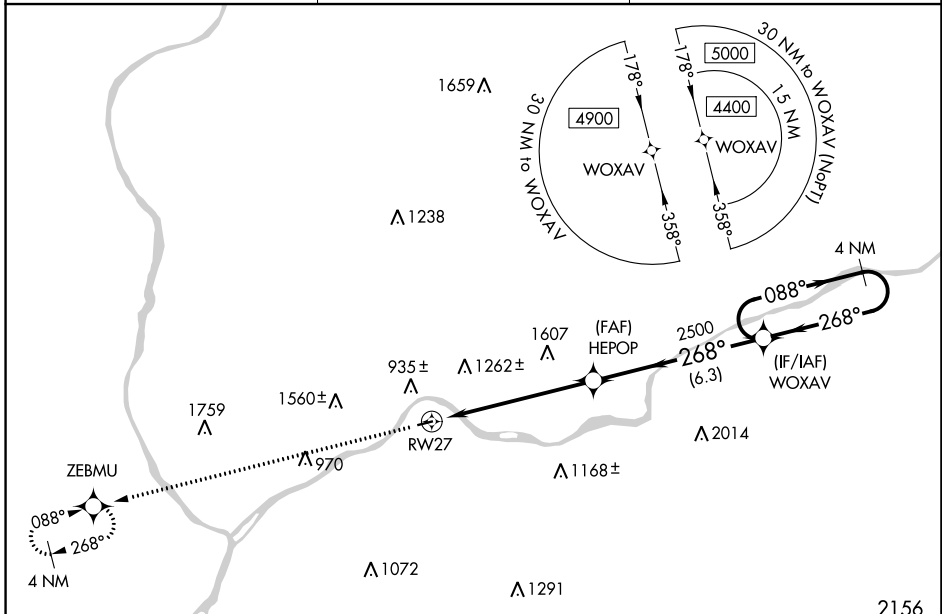 30 NM to WOXAV
4900
178°
WOXAV
358°
30 NM to WOXAV (NoPT)
5000
15 NM
4400
178°
WOXAV
358°
1659
1238
4 NM
088°
268°
(IF/IAF)
WOXAV
2500
268°
(6.3)
(FAF)
HEPOP
1607
1262±
935±
1560±
1759
RW27
970
2014
1168±
ZEBMU
088°
268°
4 NM
1072
1291
2156